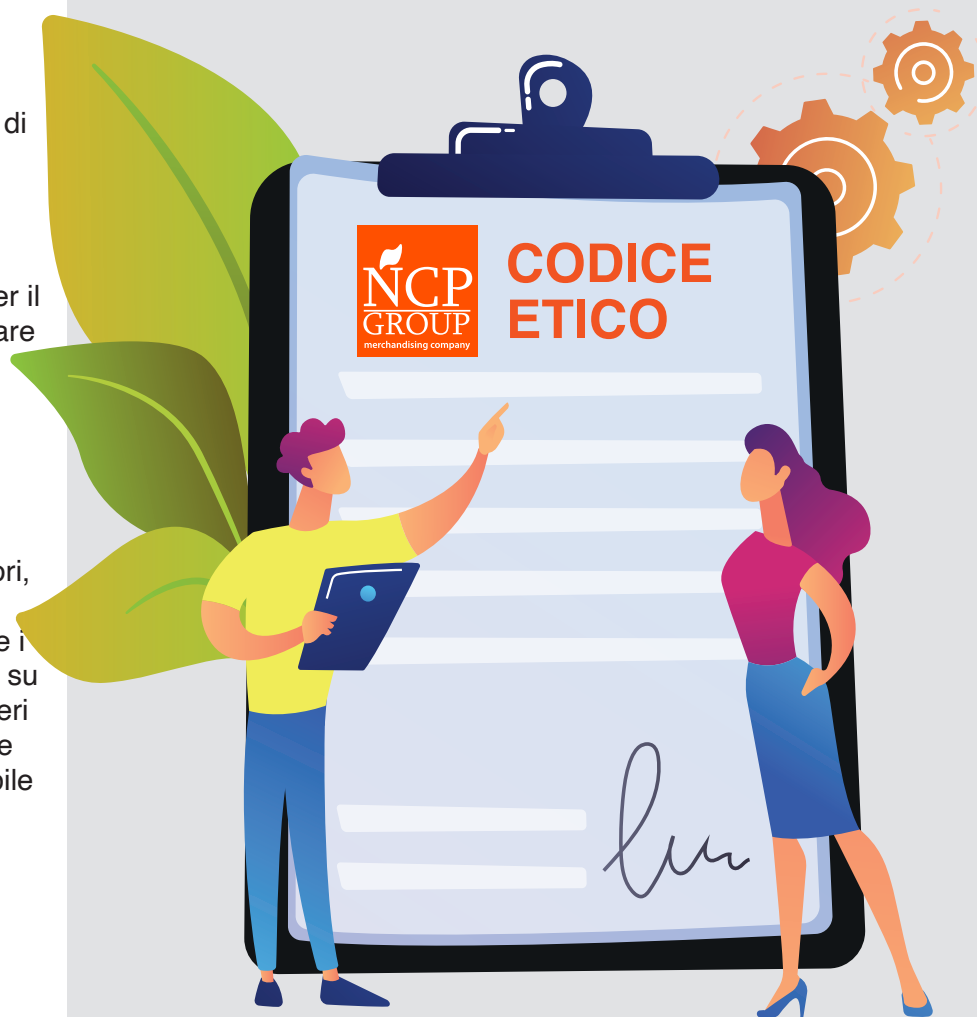 di
er il
are
ori,
e i
su
eri
e
bile
NCP
GROUP
merchandising company
CODICE
ETICO